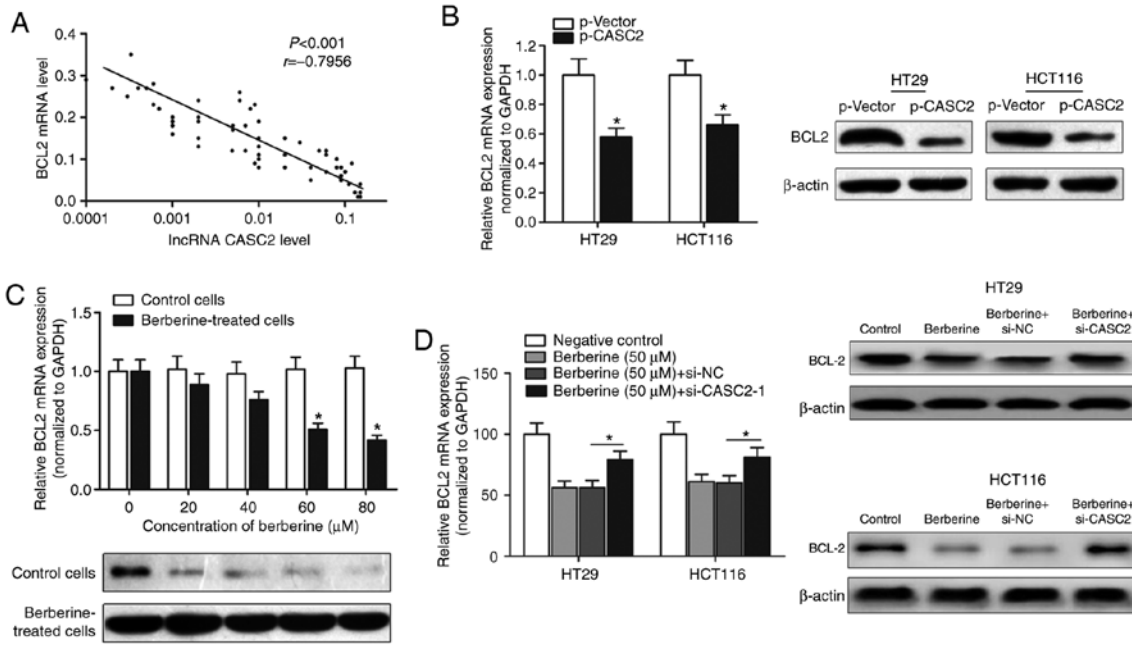 A
P<0.001
r=−0.7956
BCL2 mRNA level
0.4
0.3
0.2
0.1
0
0.0001
0.001
0.01
0.1
lncRNA CASC2 level
B
p-Vector
p-CASC2
Relative BCL2 mRNA expression
normalized to GAPDH
1.2
1.0
0.8
0.6
0.4
0.2
0.0
*
*
HT29
HCT116
HT29
HCT116
p-Vector
p-CASC2
p-Vector
p-CASC2
BCL2
β-actin
C
Control cells
Berberine-treated cells
Relative BCL2 mRNA expression
(normalized to GAPDH)
1.5
1.0
0.5
0.0
*
*
0
20
40
60
80
Concentration of berberine (μM)
Control cells
Berberine-
treated cells
D
Negative control
Berberine (50 μM)
Berberine (50 μM)+si-NC
Berberine (50 μM)+si-CASC2-1
Relative BCL2 mRNA expression
(normalized to GAPDH)
150
100
50
0
*
*
HT29
HCT116
HT29
Control
Berberine
Berberine+
si-NC
Berberine+
si-CASC2
BCL-2
β-actin
HCT116
Control
Berberine
Berberine+
si-NC
Berberine+
si-CASC2
BCL-2
β-actin